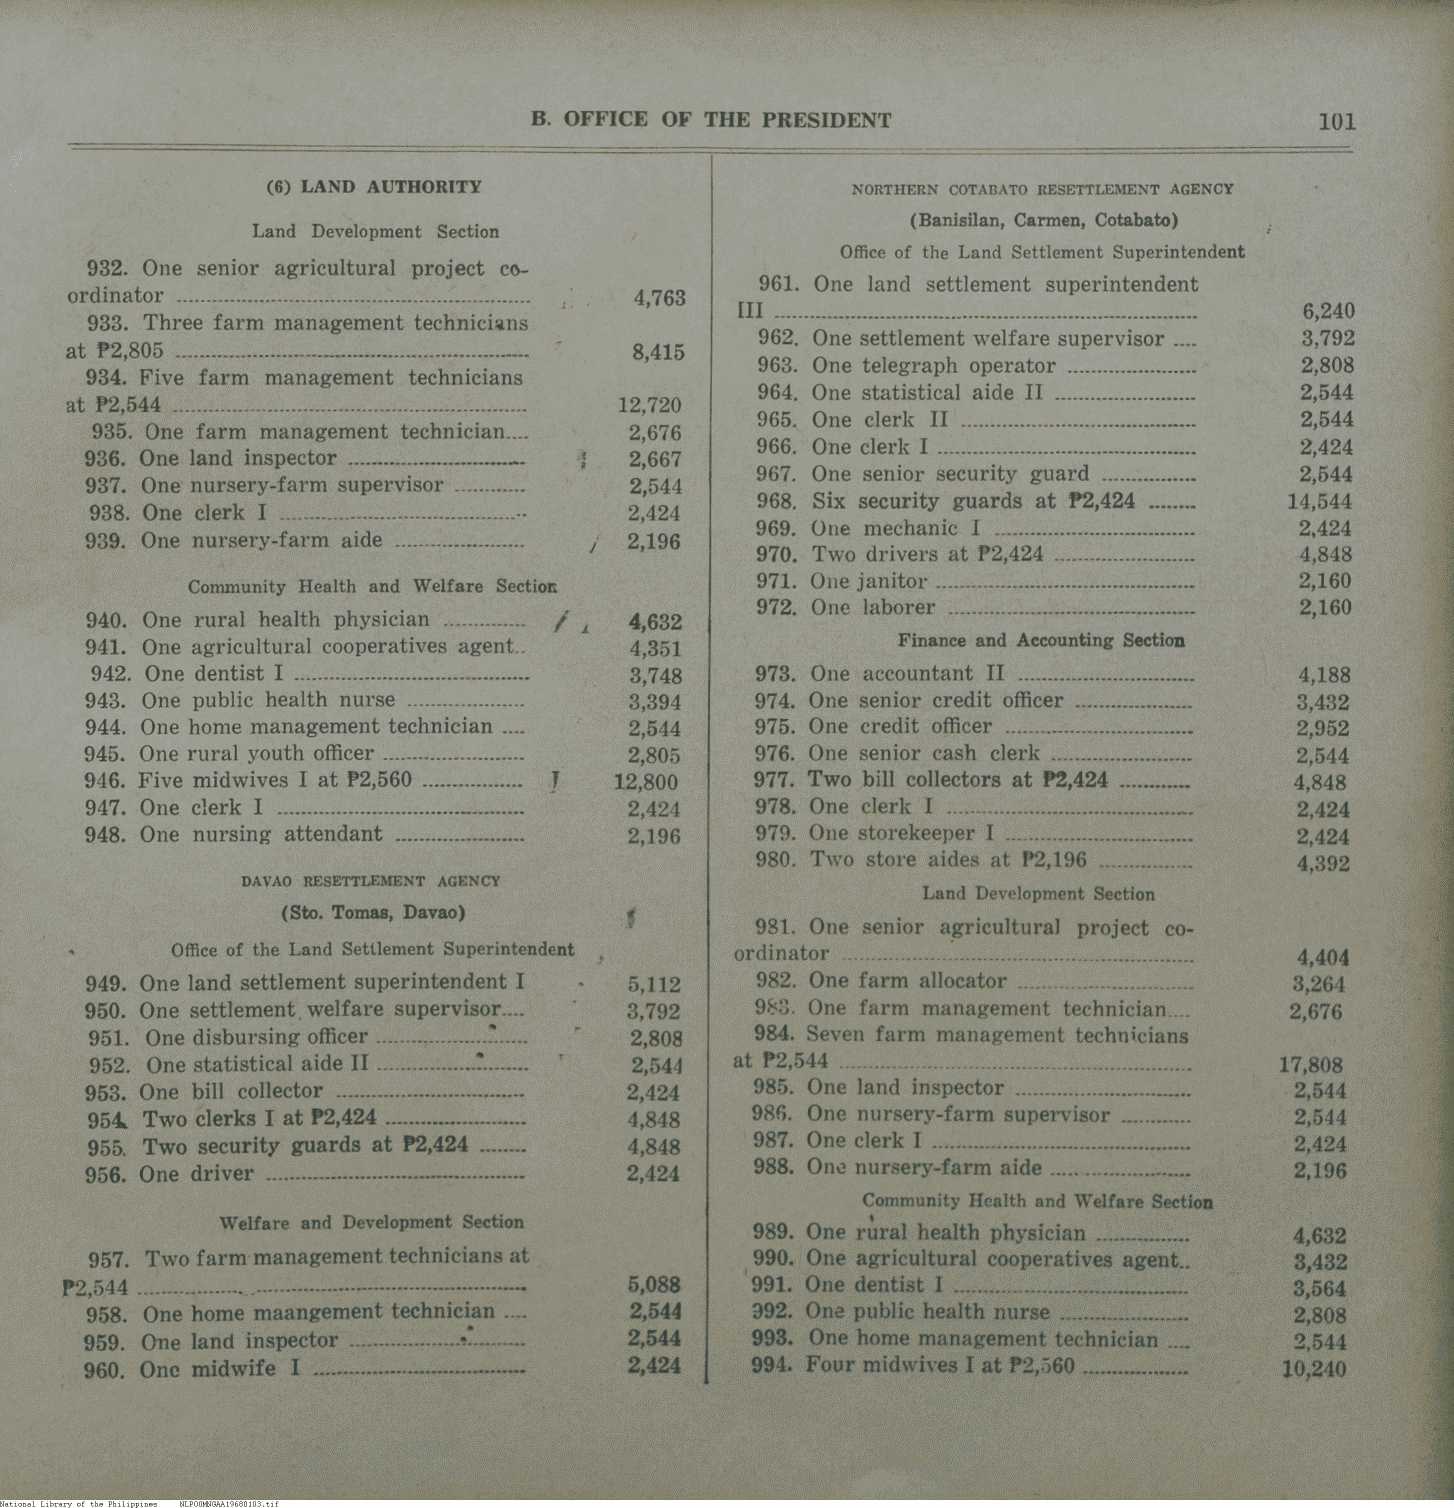 B. OFFICE OF THE PRESIDENT
101
(6) LAND AUTHORITY
Land Development Section
932. One senior agricultural project co-
ordinator ........ 4,763
933. Three farm management technicians
at ₱2,805 ........ 8,415
934. Five farm management technicians
at ₱2,544 ........ 12,720
935. One farm management technician.... 2,676
936. One land inspector ........ 2,667
937. One nursery-farm supervisor ........ 2,544
938. One clerk I ........ 2,424
939. One nursery-farm aide ........ 2,196
Community Health and Welfare Section
940. One rural health physician ........ 4,632
941. One agricultural cooperatives agent.. 4,351
942. One dentist I ........ 3,748
943. One public health nurse ........ 3,394
944. One home management technician .... 2,544
945. One rural youth officer ........ 2,805
946. Five midwives I at ₱2,560 ........ 12,800
947. One clerk I ........ 2,424
948. One nursing attendant ........ 2,196
DAVAO RESETTLEMENT AGENCY
(Sto. Tomas, Davao)
Office of the Land Settlement Superintendent
949. One land settlement superintendent I 5,112
950. One settlement welfare supervisor.... 3,792
951. One disbursing officer ........ 2,808
952. One statistical aide II ........ 2,544
953. One bill collector ........ 2,424
954. Two clerks I at ₱2,424 ........ 4,848
955. Two security guards at ₱2,424 ........ 4,848
956. One driver ........ 2,424
Welfare and Development Section
957. Two farm management technicians at
₱2,544 ........ 5,088
958. One home maangement technician .... 2,544
959. One land inspector ........ 2,544
960. One midwife I ........ 2,424
NORTHERN COTABATO RESETTLEMENT AGENCY
(Banisilan, Carmen, Cotabato)
Office of the Land Settlement Superintendent
961. One land settlement superintendent
III ........ 6,240
962. One settlement welfare supervisor .... 3,792
963. One telegraph operator ........ 2,808
964. One statistical aide II ........ 2,544
965. One clerk II ........ 2,544
966. One clerk I ........ 2,424
967. One senior security guard ........ 2,544
968. Six security guards at ₱2,424 ........ 14,544
969. One mechanic I ........ 2,424
970. Two drivers at ₱2,424 ........ 4,848
971. One janitor ........ 2,160
972. One laborer ........ 2,160
Finance and Accounting Section
973. One accountant II ........ 4,188
974. One senior credit officer ........ 3,432
975. One credit officer ........ 2,952
976. One senior cash clerk ........ 2,544
977. Two bill collectors at ₱2,424 ........ 4,848
978. One clerk I ........ 2,424
979. One storekeeper I ........ 2,424
980. Two store aides at ₱2,196 ........ 4,392
Land Development Section
981. One senior agricultural project co-
ordinator ........ 4,404
982. One farm allocator ........ 3,264
983. One farm management technician.... 2,676
984. Seven farm management technicians
at ₱2,544 ........ 17,808
985. One land inspector ........ 2,544
986. One nursery-farm supervisor ........ 2,544
987. One clerk I ........ 2,424
988. One nursery-farm aide ........ 2,196
Community Health and Welfare Section
989. One rural health physician ........ 4,632
990. One agricultural cooperatives agent.. 3,432
991. One dentist I ........ 3,564
992. One public health nurse ........ 2,808
993. One home management technician .... 2,544
994. Four midwives I at ₱2,560 ........ 10,240
National Library of the Philippines NLPO0MNGAA19680103.tif